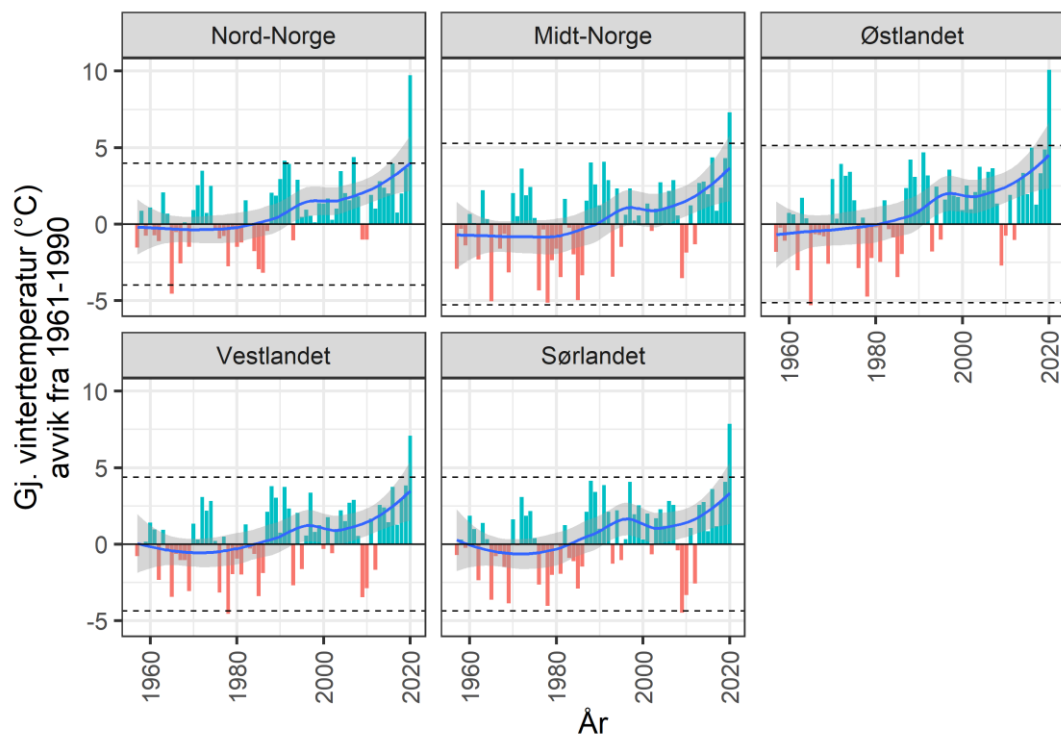 Nord-Norge
Midt-Norge
Østlandet
10
5
0
-5
1960
1980
2000
2020
Vestlandet
Sørlandet
10
5
0
-5
1960
1980
2000
2020
1960
1980
2000
2020
År
Gj. vintertemperatur (°C)
avvik fra 1961-1990